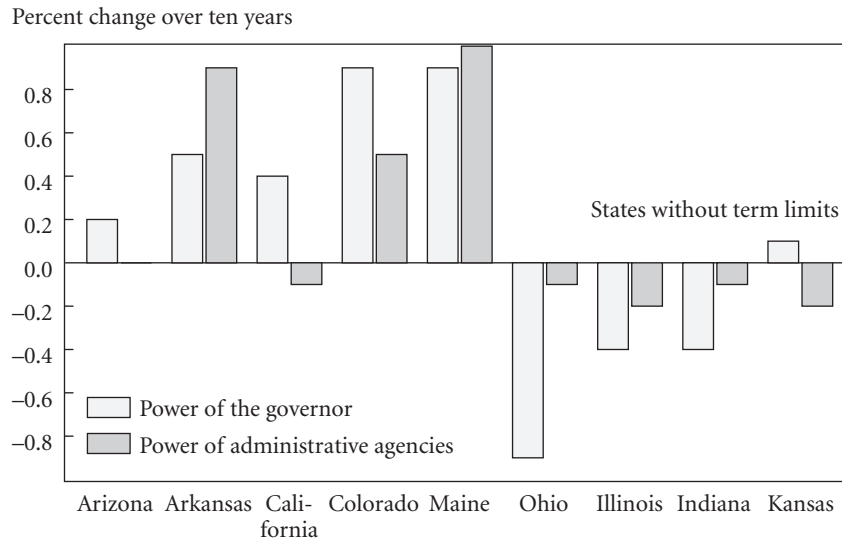 Percent change over ten years
0.8
0.6
0.4
0.2
0.0
–0.2
–0.4
–0.6
–0.8
States without term limits
Power of the governor
Power of administrative agencies
Arizona Arkansas Cali- Colorado Maine Ohio Illinois Indiana Kansas
fornia